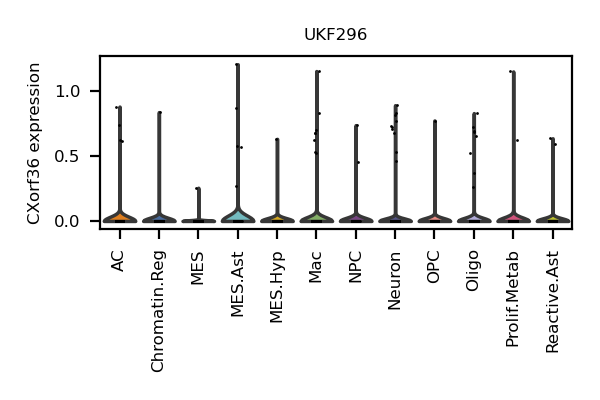 UKF296
CXorf36 expression
1.0
0.5
0.0
AC
Chromatin.Reg
MES
MES.Ast
MES.Hyp
Mac
NPC
Neuron
OPC
Oligo
Prolif.Metab
Reactive.Ast